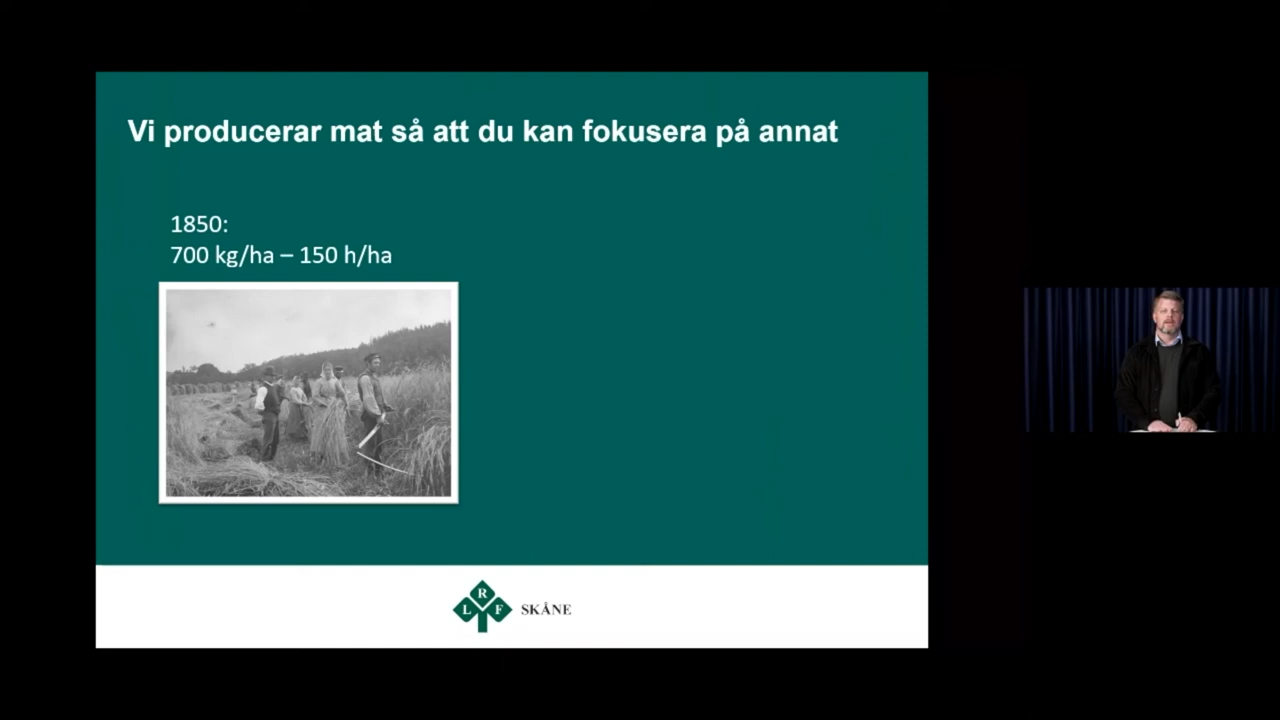 Vi producerar mat så att du kan fokusera på annat
1850:
700 kg/ha – 150 h/ha
L R F SKÅNE